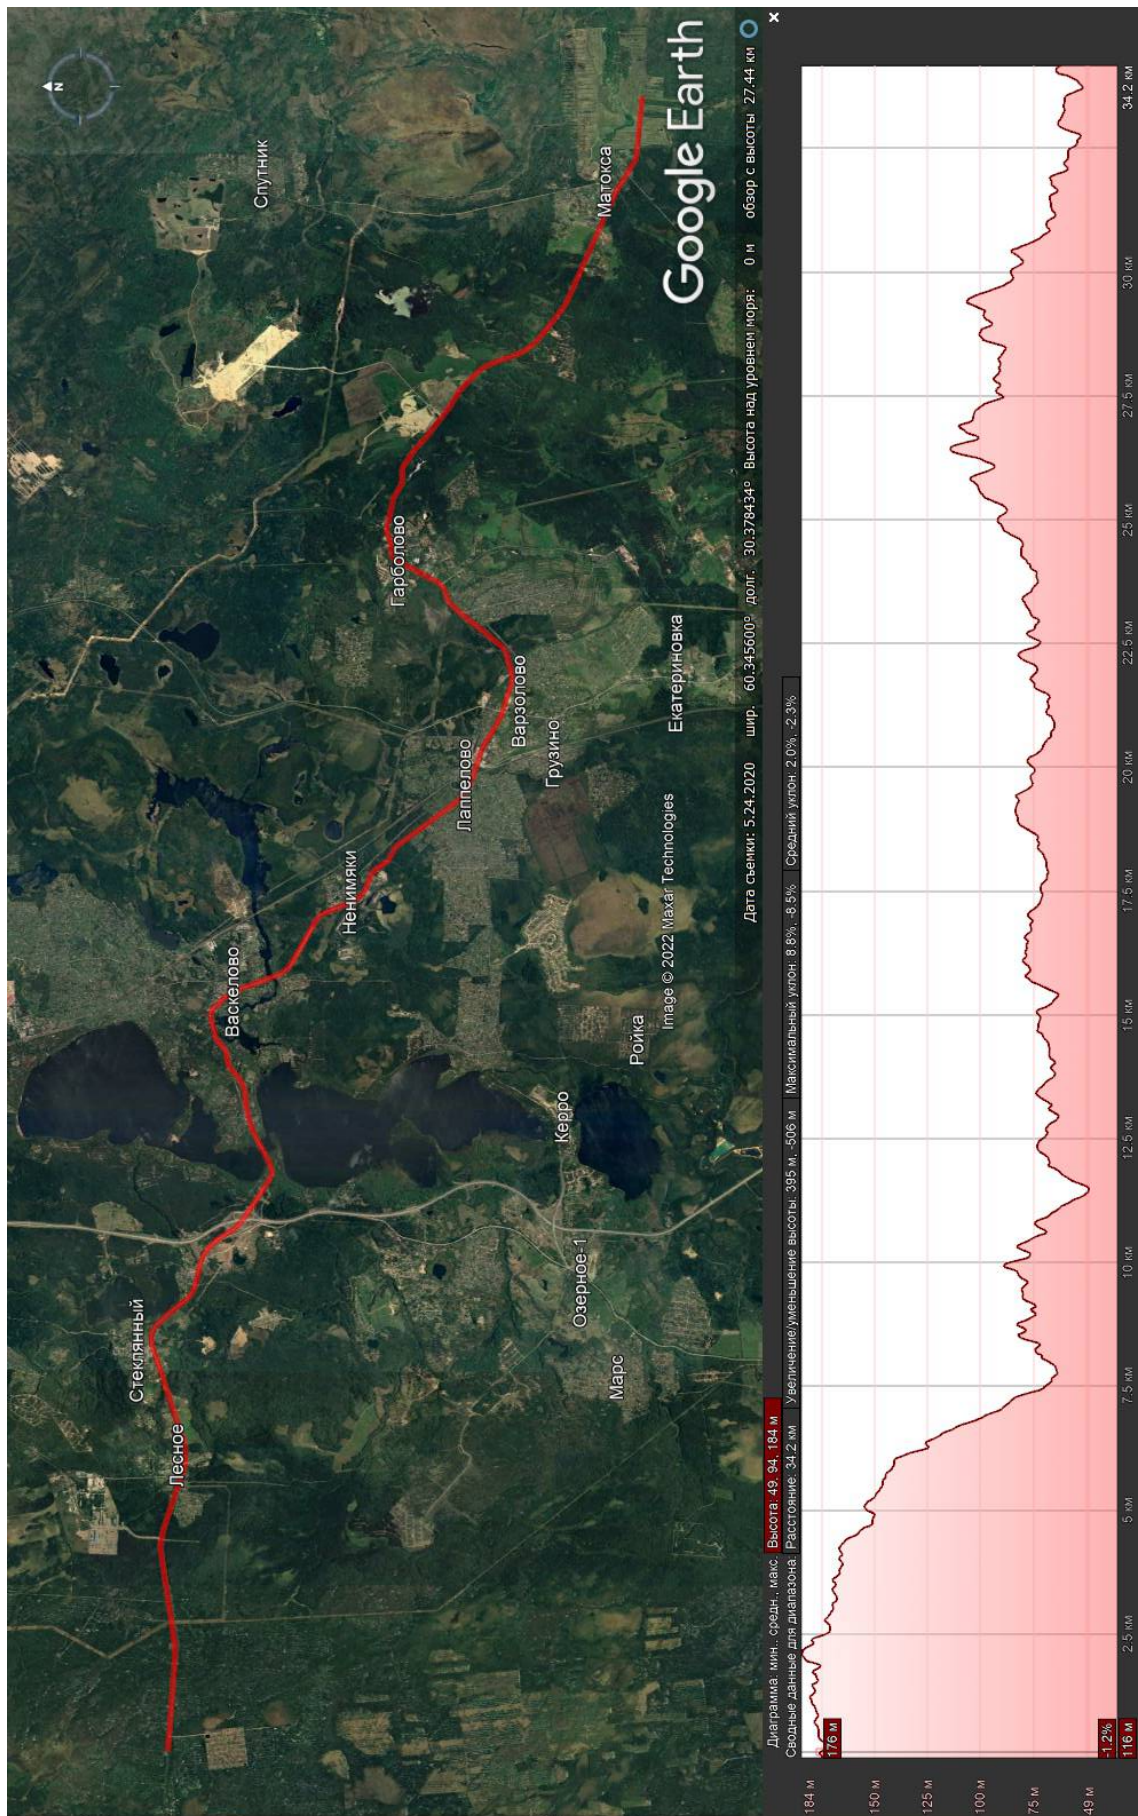 N
Спутник
Стеклянный
Лесное
Васкелово
Ненимяки
Лаппелово
Гарболово
Варзолово
Грузино
Матокса
Керро
Озерное-1
Марс
Ройка
Екатериновка
Image © 2022 Maxar Technologies
Google Earth
Дата съемки: 5.24.2020 шир. 60.345600° долг. 30.378434° Высота над уровнем моря: 0 м обзор с высоты 27.44 км
Диаграмма: мин., средн., макс. Высота: 49, 94, 184 м
Сводные данные для диапазона: Расстояние: 34.2 км Увеличение/уменьшение высоты: 395 м, -506 м Максимальный уклон: 8.8%, -8.5% Средний уклон: 2.0%, -2.3%
184 м
176 м
150 м
125 м
100 м
75 м
49 м
-1.2%
116 м
2.5 км
5 км
7.5 км
10 км
12.5 км
15 км
17.5 км
20 км
22.5 км
25 км
27.5 км
30 км
34.2 км